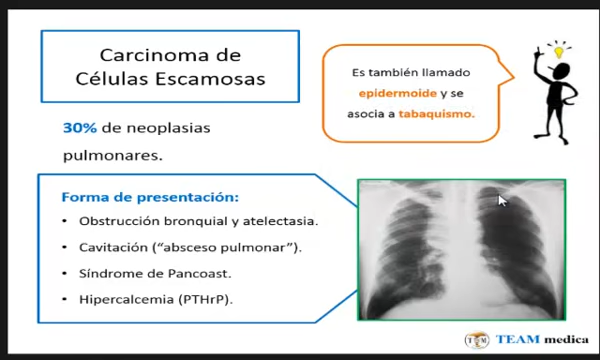 Carcinoma de
Células Escamosas
Es también llamado
epidermoide y se
asocia a tabaquismo.
30% de neoplasias
pulmonares.
Forma de presentación:
• Obstrucción bronquial y atelectasia.
• Cavitación ("absceso pulmonar").
• Síndrome de Pancoast.
• Hipercalcemia (PTHrP).
TEAM medica